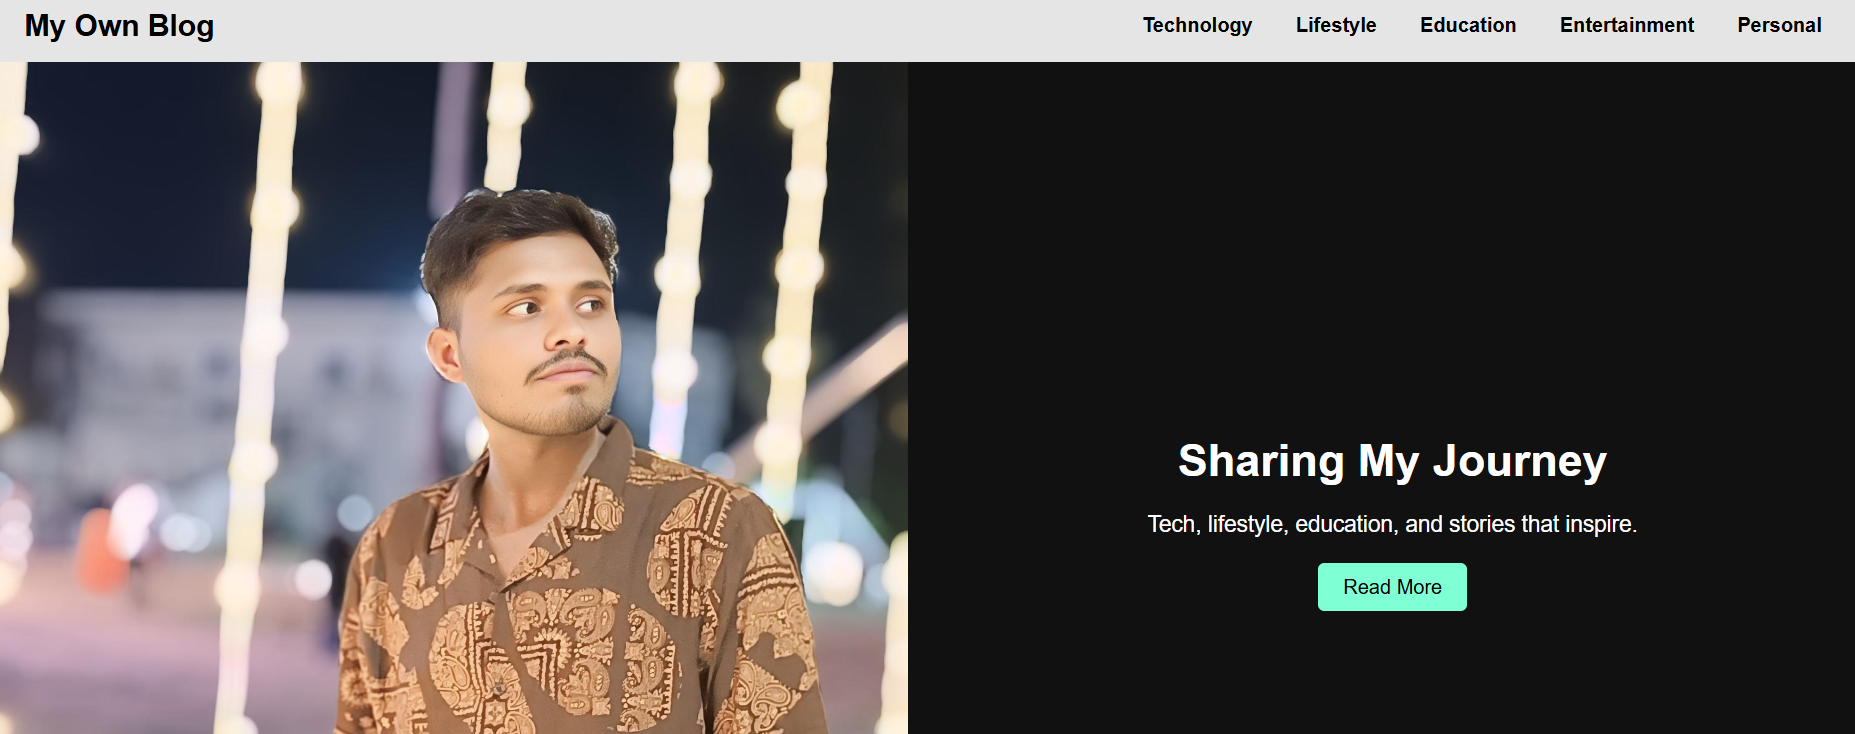 My Own Blog
Technology Lifestyle Education Entertainment Personal
Sharing My Journey
Tech, lifestyle, education, and stories that inspire.
Read More